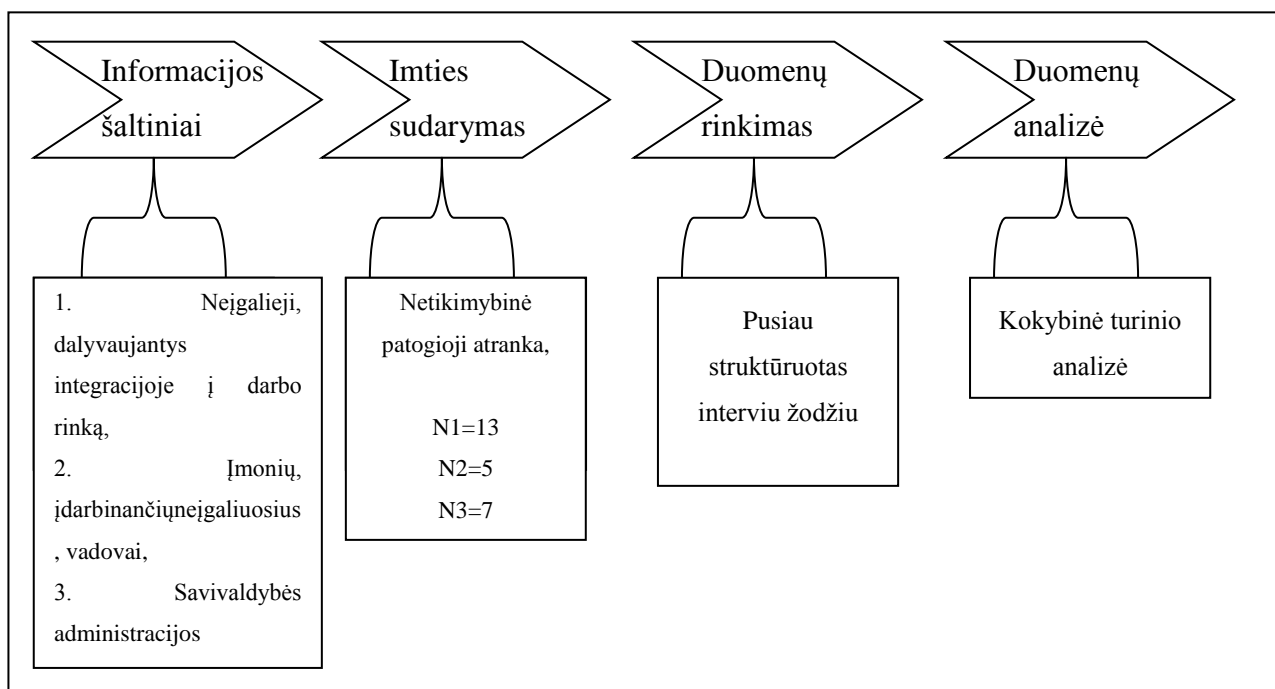 Informacijos
šaltiniai
Imties
sudarymas
Duomenų
rinkimas
Duomenų
analizė
1. Neįgalieji,
dalyvaujantys
integracijoje į darbo
rinką,
2. Įmonių,
įdarbinančiųneįgaliuosius
, vadovai,
3. Savivaldybės
administracijos
Netikimybinė
patogioji atranka,
N1=13
N2=5
N3=7
Pusiau
struktūruotas
interviu žodžiu
Kokybinė turinio
analizė